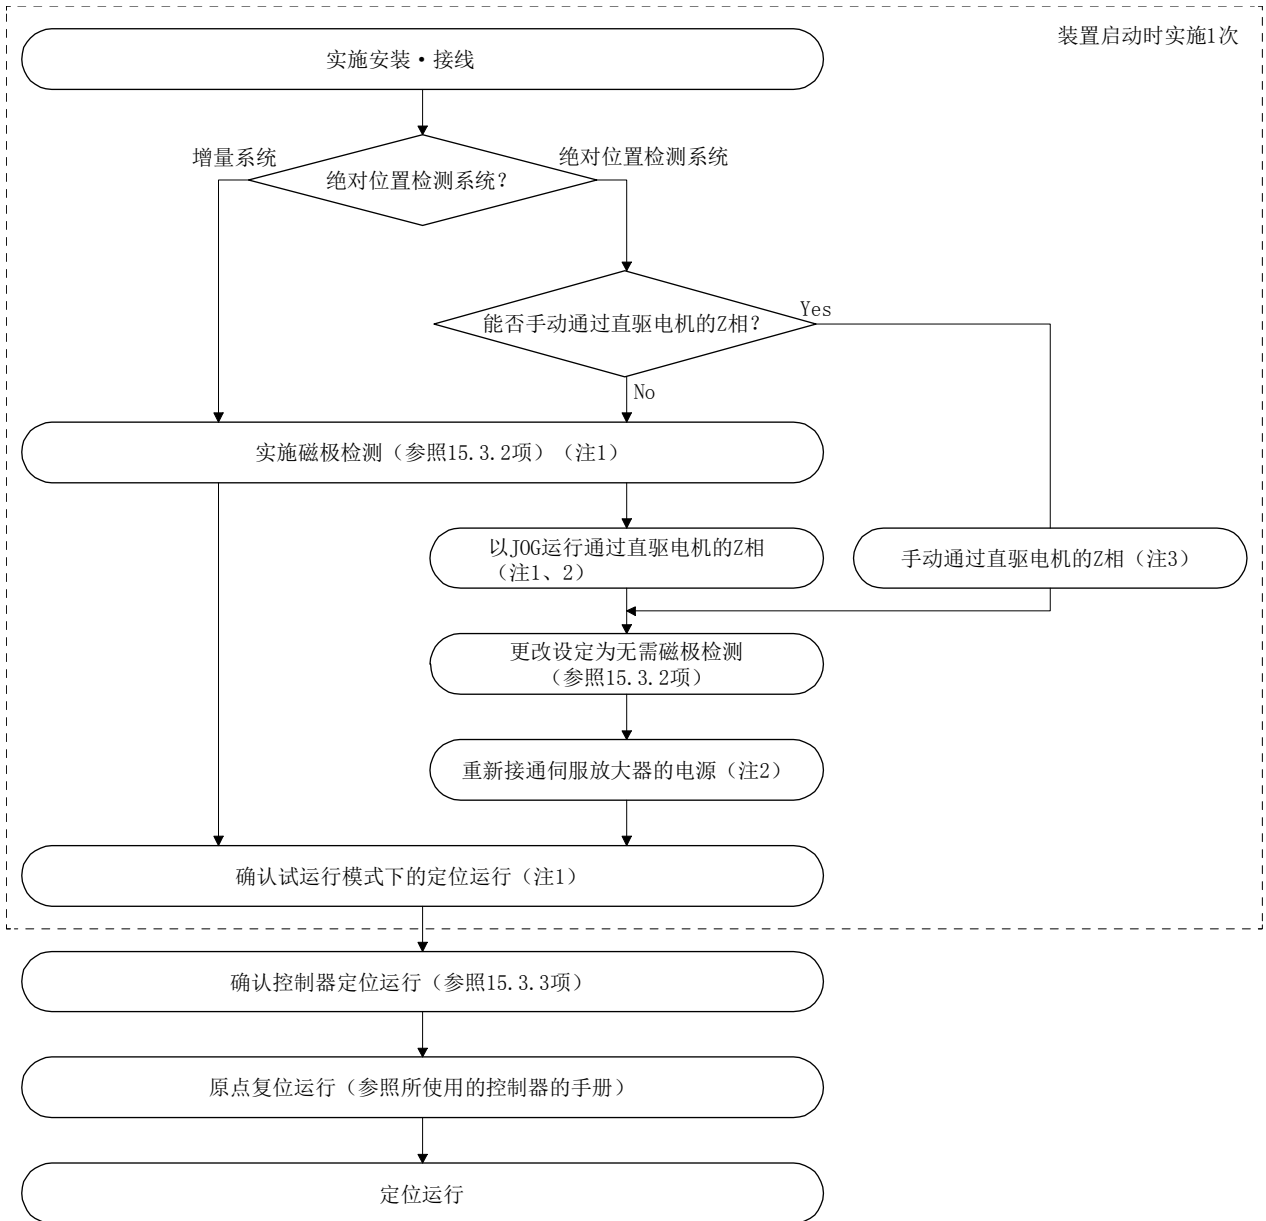 装置启动时实施1次
实施安装·接线
增量系统
绝对位置检测系统
绝对位置检测系统?
能否手动通过直驱电机的Z相?
Yes
No
实施磁极检测（参照15.3.2项）（注1）
以JOG运行通过直驱电机的Z相
（注1、2）
手动通过直驱电机的Z相（注3）
更改设定为无需磁极检测
（参照15.3.2项）
重新接通伺服放大器的电源（注2）
确认试运行模式下的定位运行（注1）
确认控制器定位运行（参照15.3.3项）
原点复位运行（参照所使用的控制器的手册）
定位运行